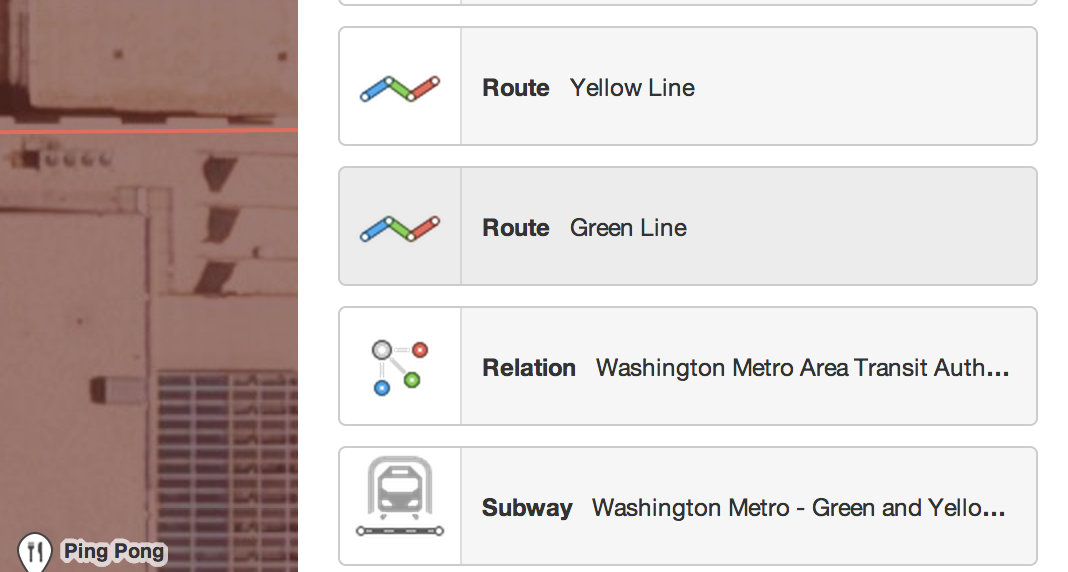 Route Yellow Line
Route Green Line
Relation Washington Metro Area Transit Auth...
Subway Washington Metro - Green and Yello...
Ping Pong